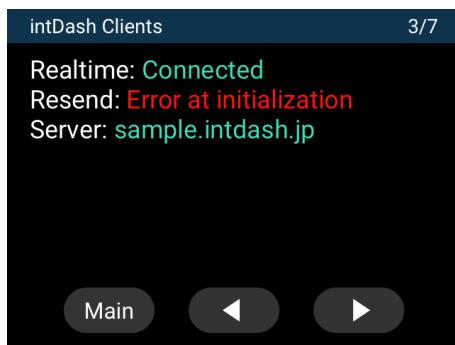 intDash Clients 3/7
Realtime: Connected
Resend: Error at initialization
Server: sample.intdash.jp
Main